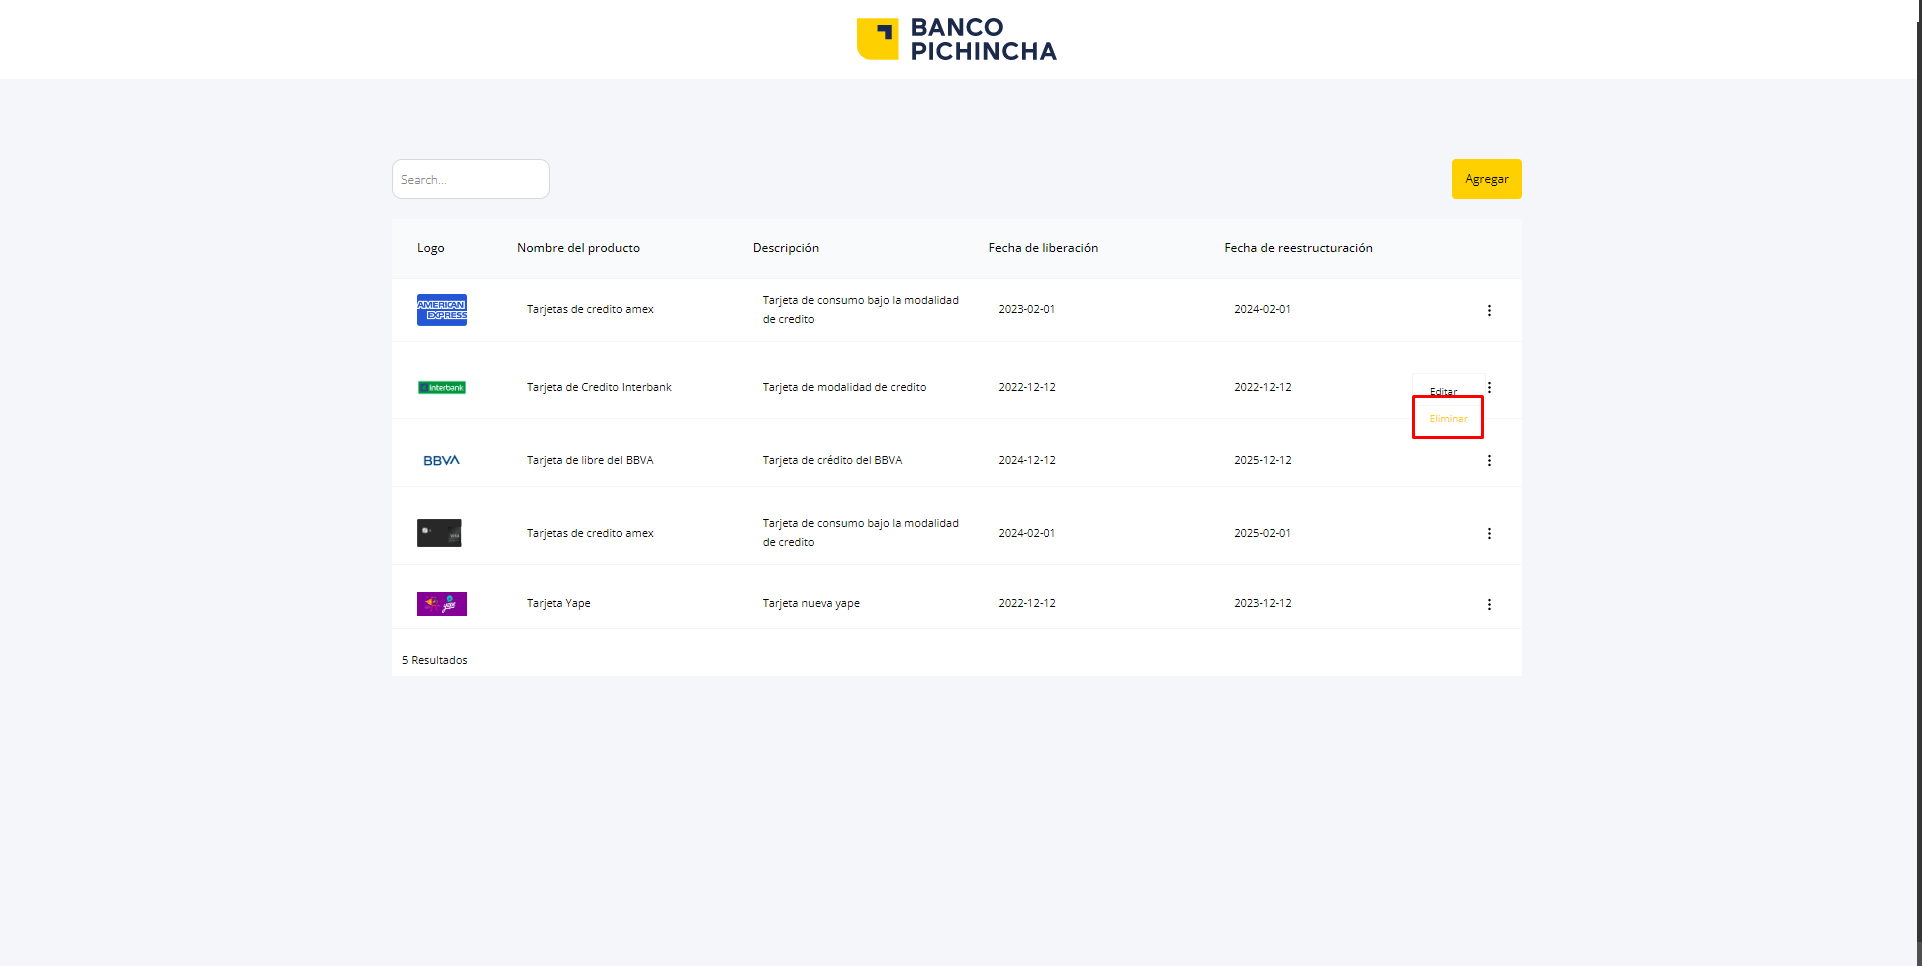 BANCO
PICHINCHA
Search...
Agregar
Logo
Nombre del producto
Descripción
Fecha de liberación
Fecha de reestructuración
AMERICAN
EXPRESS
Tarjetas de credito amex
Tarjeta de consumo bajo la modalidad
de credito
2023-02-01
2024-02-01
interbank
Tarjeta de Credito Interbank
Tarjeta de modalidad de credito
2022-12-12
2022-12-12
Editar
Eliminar
BBVA
Tarjeta de libre del BBVA
Tarjeta de crédito del BBVA
2024-12-12
2025-12-12
VISA
Tarjetas de credito amex
Tarjeta de consumo bajo la modalidad
de credito
2024-02-01
2025-02-01
yape
Tarjeta Yape
Tarjeta nueva yape
2022-12-12
2023-12-12
5 Resultados